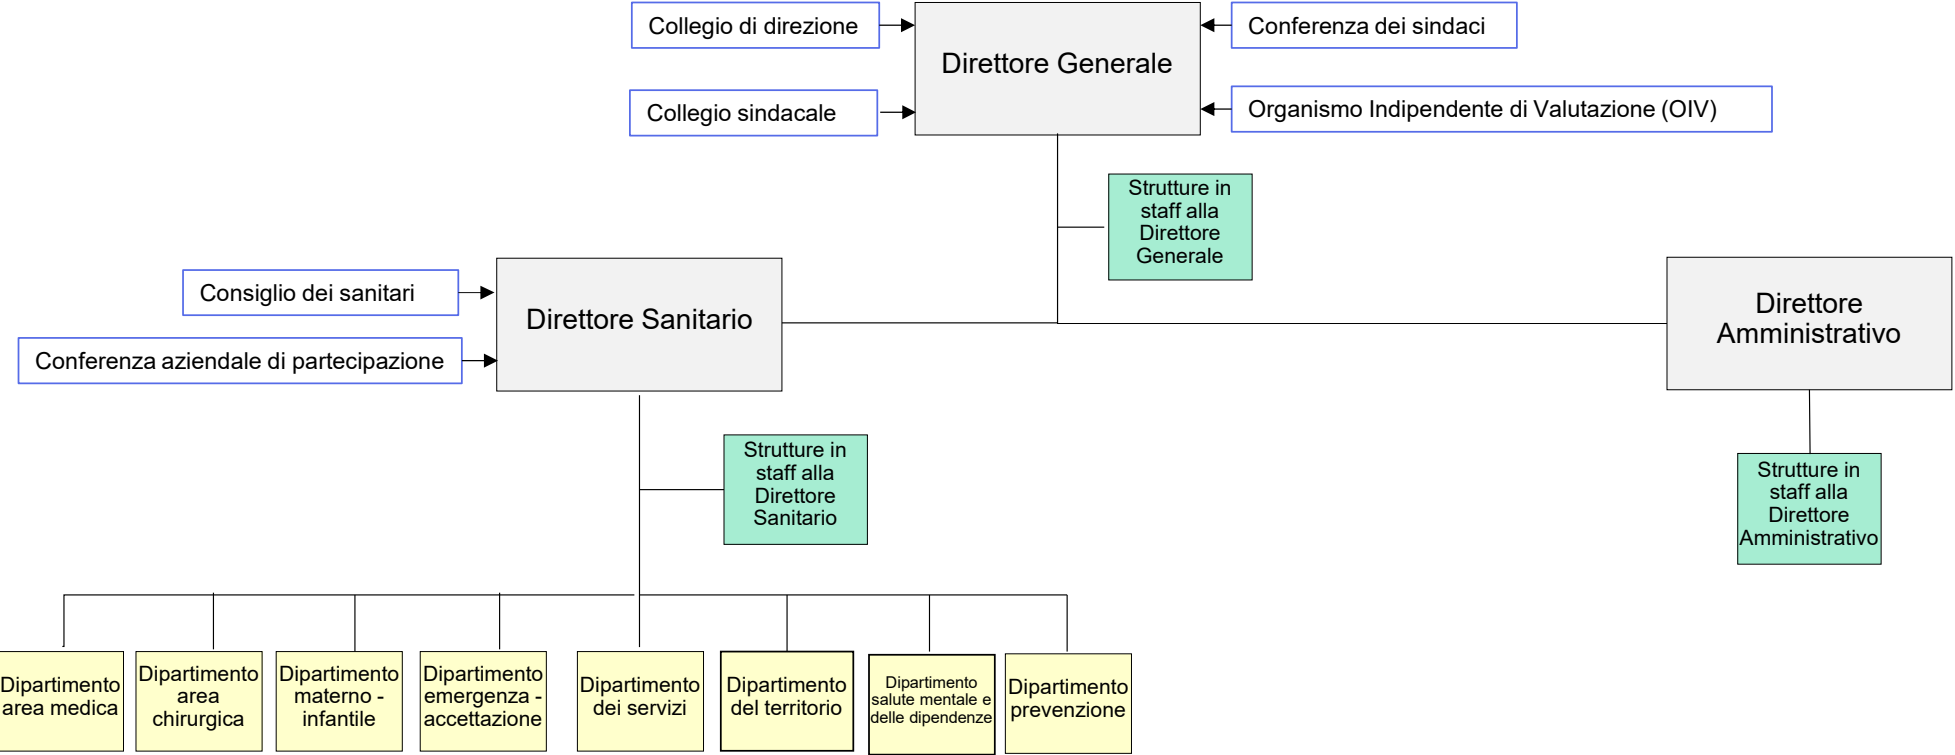 Collegio di direzione
Conferenza dei sindaci
Direttore Generale
Collegio sindacale
Organismo Indipendente di Valutazione (OIV)
Strutture in
staff alla
Direttore
Generale
Consiglio dei sanitari
Direttore Sanitario
Conferenza aziendale di partecipazione
Direttore
Amministrativo
Strutture in
staff alla
Direttore
Sanitario
Strutture in
staff alla
Direttore
Amministrativo
Dipartimento
area medica
Dipartimento
area
chirurgica
Dipartimento
materno -
infantile
Dipartimento
emergenza -
accettazione
Dipartimento
dei servizi
Dipartimento
del territorio
Dipartimento
salute mentale e
delle dipendenze
Dipartimento
prevenzione